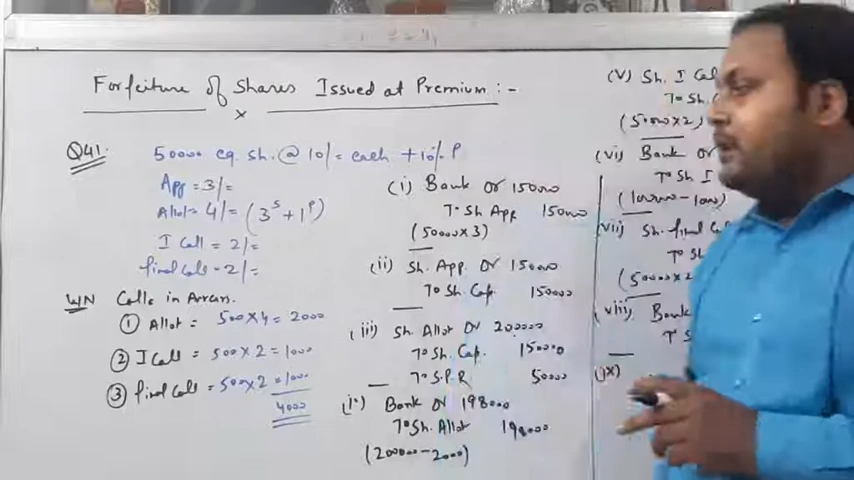 Forfeiture of Shares Issued at Premium :-
x
Q41. 50000 eq. sh. @ 10/= each + 10% P
App = 3/=
Allot = 4/= (3 S + 1 P)
I Call = 2/=
final Call = 2/=
WN Calls in Arrears.
① Allot = 500 x 4 = 2000
② I Call = 500 x 2 = 1000
③ final Call = 500 x 2 = 1000
4000
(i) Bank Dr 150000
To Sh App 150000
(50000 x 3)
(ii) Sh. App. Dr 150000
To Sh. Cap. 150000
(iii) Sh. Allot Dr 200000
To Sh. Cap. 150000
To S.P.R 50000
(iv) Bank Dr 198000
To Sh. Allot 198000
(200000 - 2000)
(v) Sh. I Cal
To Sh.
(50000 x 2)
(vi) Bank Dr
To Sh I
(100000 - 1000)
(vii) Sh. final Cal
To Sh.
(50000 x 2
(viii) Bank
To S
(ix)